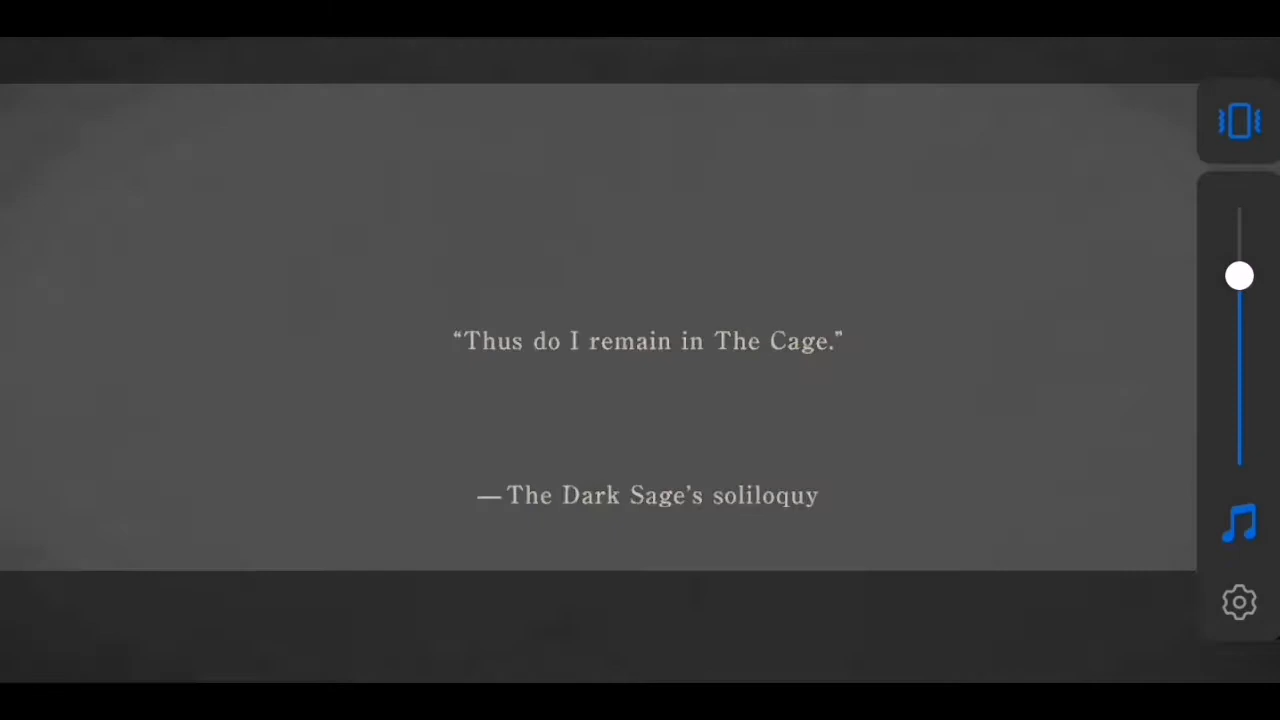 “Thus do I remain in The Cage.”
— The Dark Sage’s soliloquy